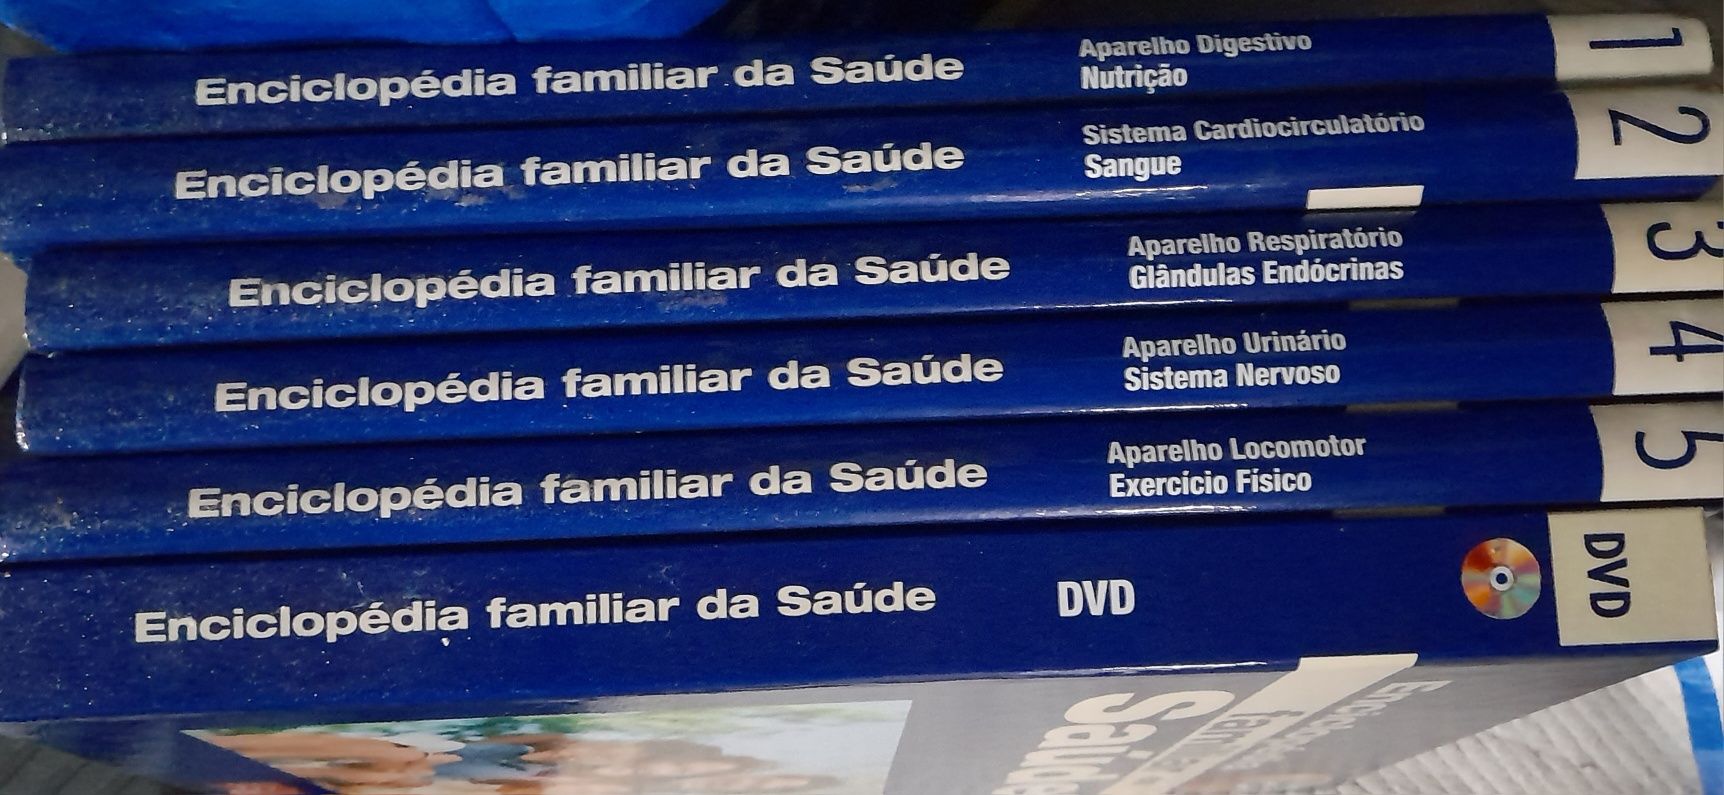 Enciclopédia familiar da Saúde
Aparelho Digestivo
Nutrição
1
Enciclopédia familiar da Saúde
Sistema Cardiocirculatório
Sangue
2
Enciclopédia familiar da Saúde
Aparelho Respiratório
Glândulas Endócrinas
3
Enciclopédia familiar da Saúde
Aparelho Urinário
Sistema Nervoso
4
Enciclopédia familiar da Saúde
Aparelho Locomotor
Exercício Físico
5
Enciclopédia familiar da Saúde
DVD
DVD